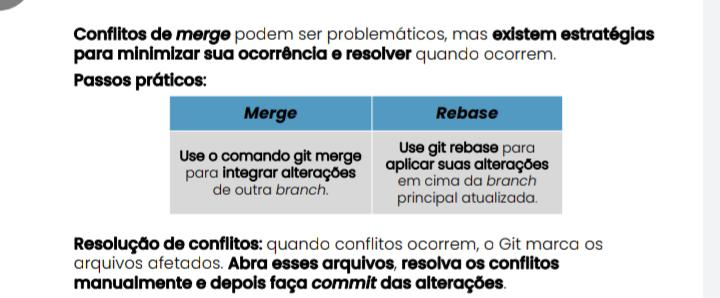 Conflitos de merge podem ser problemáticos, mas existem estratégias
para minimizar sua ocorrência e resolver quando ocorrem.
Passos práticos:
Merge
Rebase
Use o comando git merge
para integrar alterações
de outra branch.
Use git rebase para
aplicar suas alterações
em cima da branch
principal atualizada.
Resolução de conflitos: quando conflitos ocorrem, o Git marca os
arquivos afetados. Abra esses arquivos, resolva os conflitos
manualmente e depois faça commit das alterações.